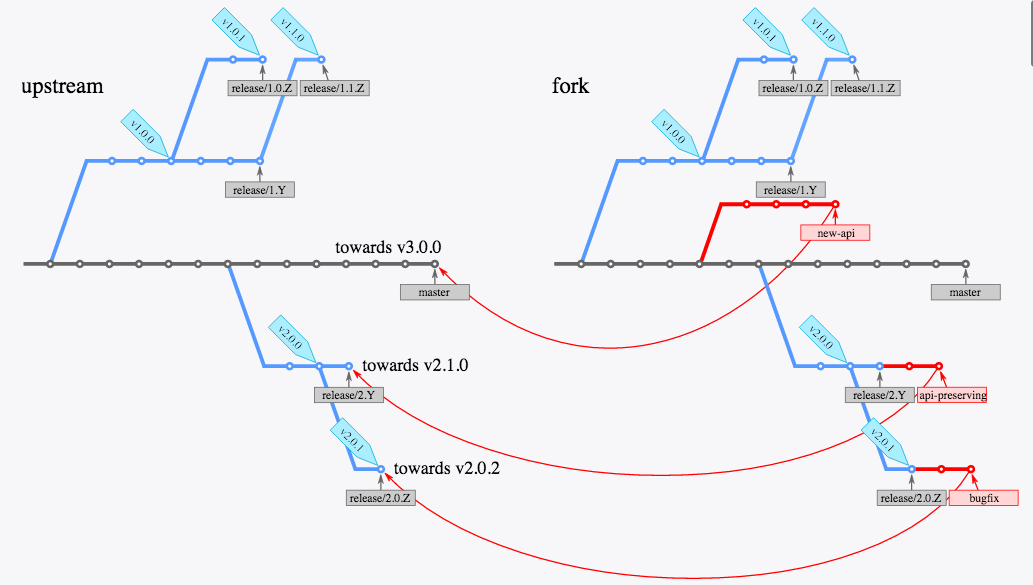 v1.0.1
v1.1.0
release/1.0.Z
release/1.1.Z
upstream
v1.0.0
release/1.Y
towards v3.0.0
master
v2.0.0
towards v2.1.0
release/2.Y
v2.0.1
towards v2.0.2
release/2.0.Z
v1.0.1
v1.1.0
release/1.0.Z
release/1.1.Z
fork
v1.0.0
release/1.Y
new-api
master
v2.0.0
release/2.Y
api-preserving
v2.0.1
release/2.0.Z
bugfix